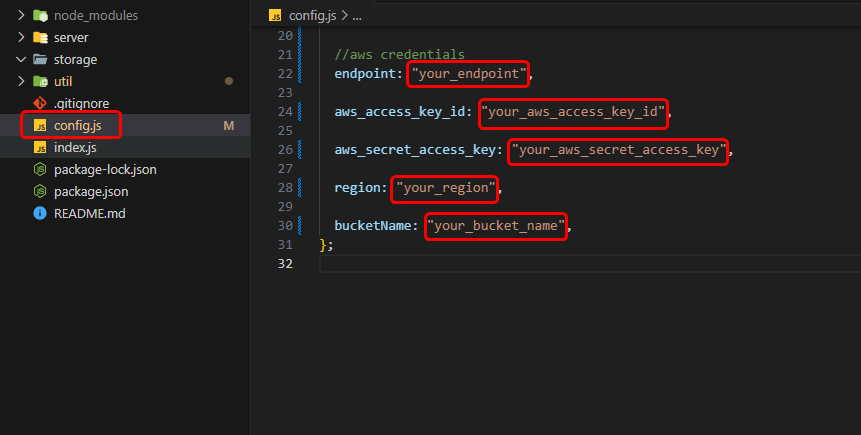 node_modules
server
storage
util
.gitignore
config.js M
index.js
package-lock.json
package.json
README.md
config.js > ...
20
21 //aws credentials
22 endpoint: "your_endpoint",
23
24 aws_access_key_id: "your_aws_access_key_id",
25
26 aws_secret_access_key: "your_aws_secret_access_key",
27
28 region: "your_region",
29
30 bucketName: "your_bucket_name",
31 };
32